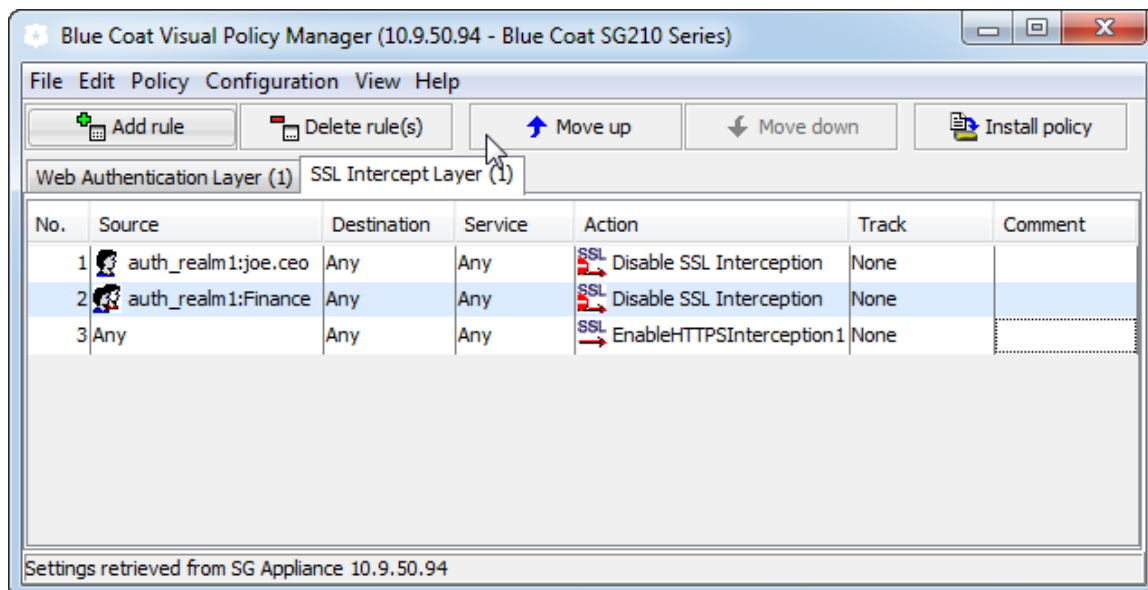 Blue Coat Visual Policy Manager (10.9.50.94 - Blue Coat SG210 Series)
File Edit Policy Configuration View Help
Add rule Delete rule(s) Move up Move down Install policy
Web Authentication Layer (1) SSL Intercept Layer (1)
No. Source Destination Service Action Track Comment
1 auth_realm1:joe.ceo Any Any SSL Disable SSL Interception None
2 auth_realm1:Finance Any Any SSL Disable SSL Interception None
3 Any Any Any SSL EnableHTTPSInterception1 None
Settings retrieved from SG Appliance 10.9.50.94